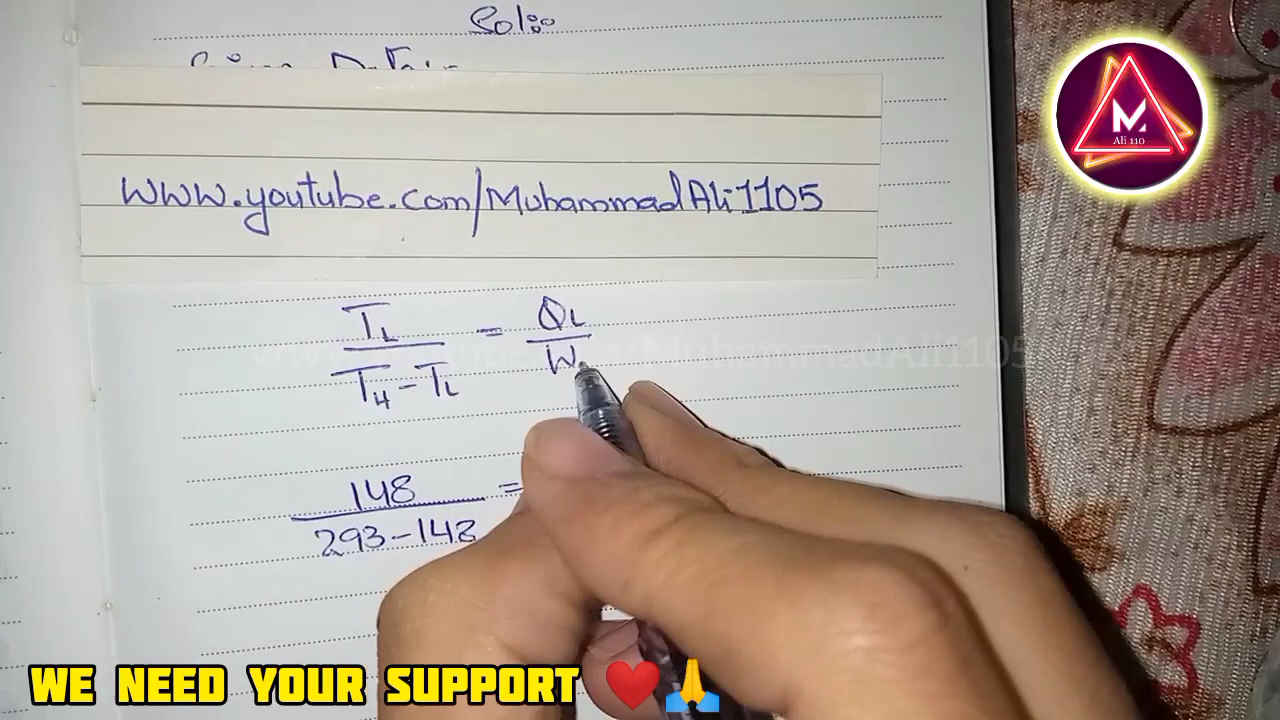 Sol:
www.youtube.com/MuhammadAli1105
M
Ali 110
TL / TH - TL = QL / W
148 / 293 - 148 =
WE NEED YOUR SUPPORT ❤️🙏